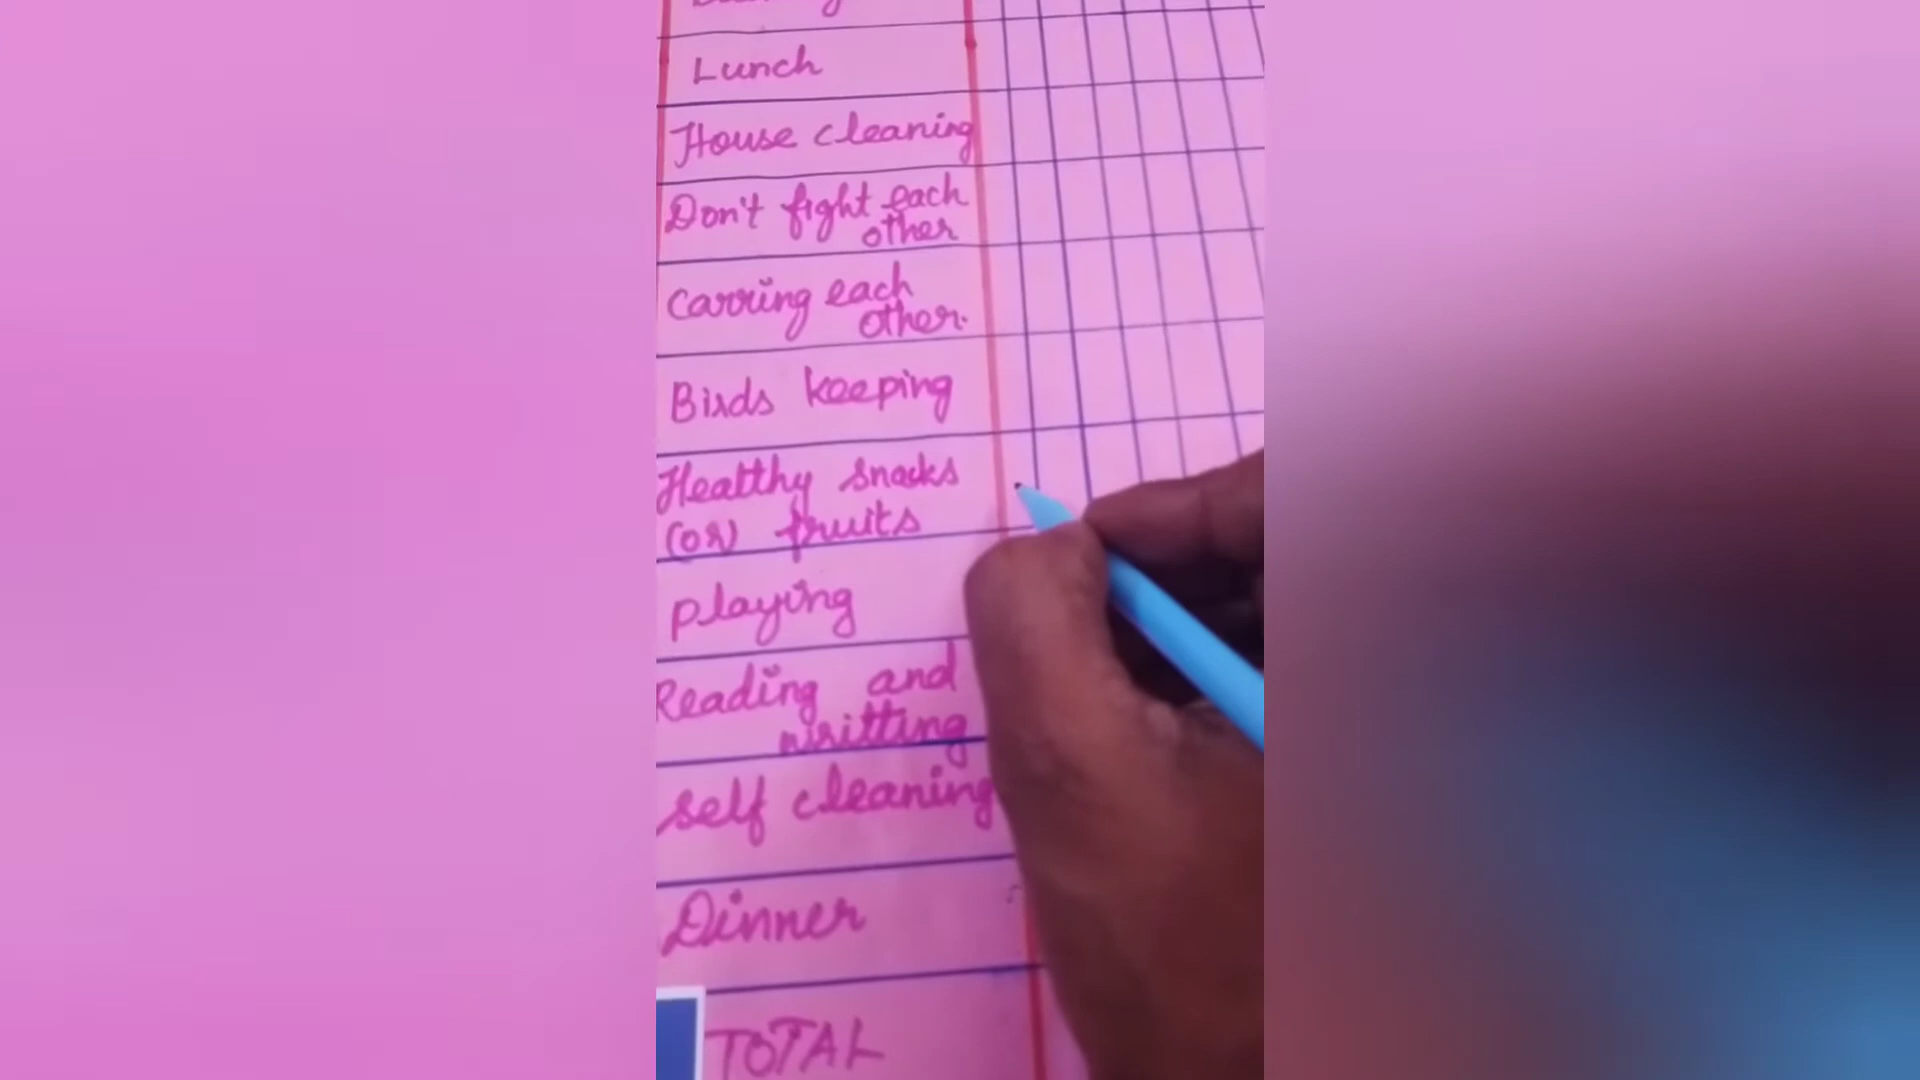 Lunch
House cleaning
Don't fight each
other
Carring each
other.
Birds keeping
Healthy snacks
(or) fruits
playing
Reading and
writting
self cleaning
Dinner
TOTAL